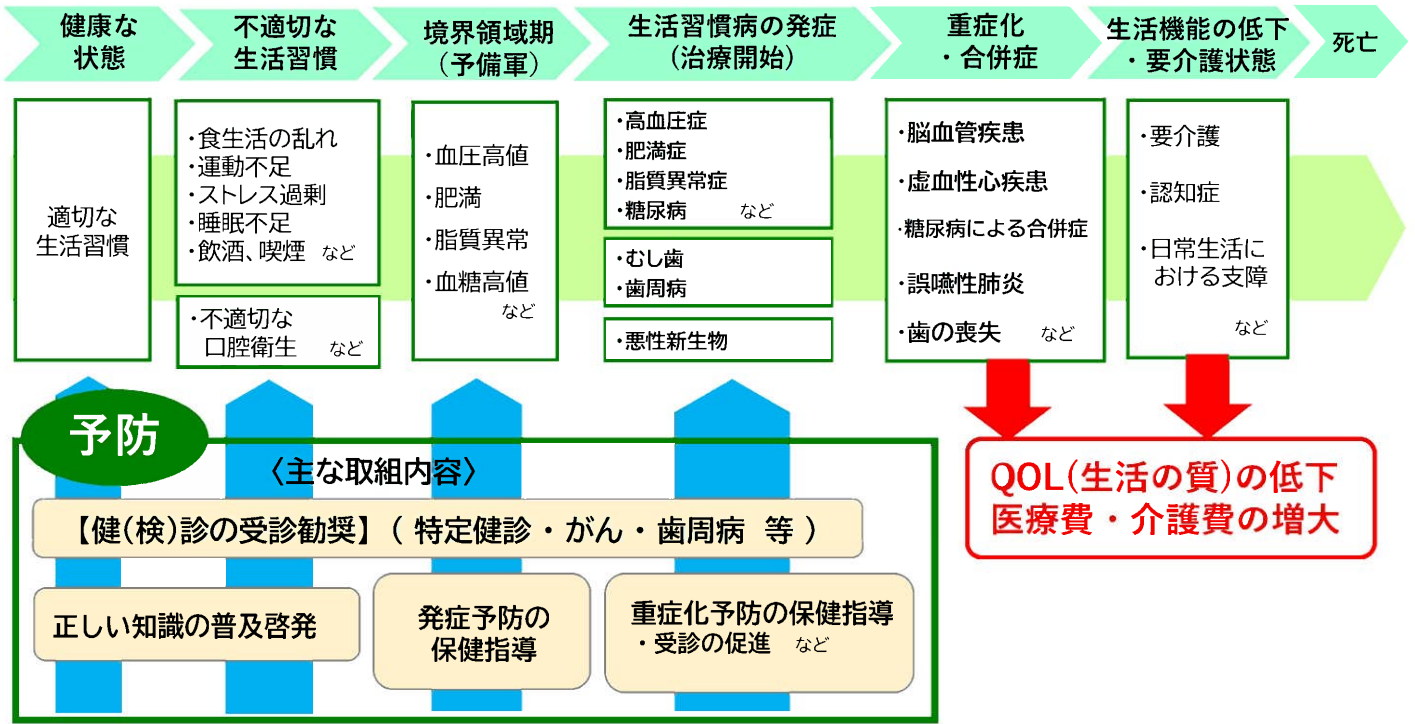 健康な
状態
不適切な
生活習慣
境界領域期
（予備軍）
生活習慣病の発症
（治療開始）
重症化
・合併症
生活機能の低下
・要介護状態
死亡
適切な
生活習慣
・食生活の乱れ
・運動不足
・ストレス過剰
・睡眠不足
・飲酒、喫煙 など
・不適切な
口腔衛生 など
・血圧高値
・肥満
・脂質異常
・血糖高値
など
・高血圧症
・肥満症
・脂質異常症
・糖尿病 など
・むし歯
・歯周病
・悪性新生物
・脳血管疾患
・虚血性心疾患
・糖尿病による合併症
・誤嚥性肺炎
・歯の喪失 など
・要介護
・認知症
・日常生活に
おける支障
など
予防
〈主な取組内容〉
【健（検）診の受診勧奨】（特定健診・がん・歯周病 等）
正しい知識の普及啓発
発症予防の
保健指導
重症化予防の保健指導
・受診の促進 など
QOL（生活の質）の低下
医療費・介護費の増大